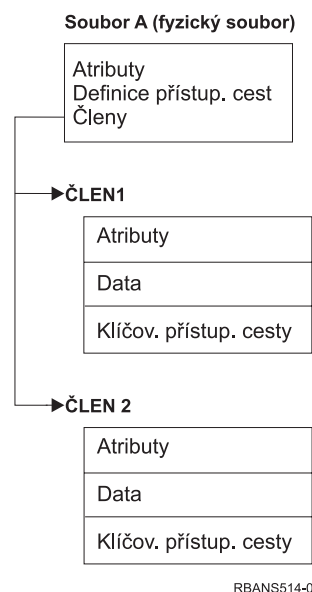 Soubor A (fyzický soubor)
Atributy
Definice přístup. cest
Členy
ČLEN1
Atributy
Data
Klíčov. přístup. cesty
ČLEN 2
Atributy
Data
Klíčov. přístup. cesty
RBANS514-0